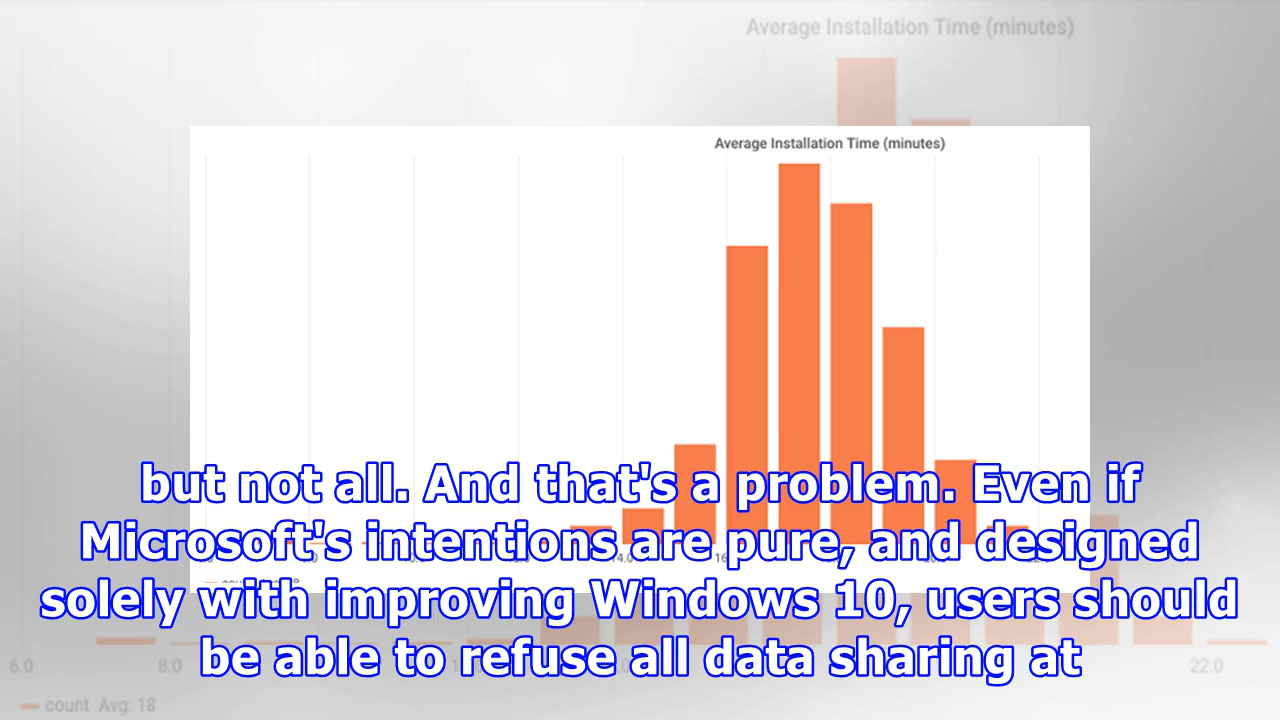 Average Installation Time (minutes)
Average Installation Time (minutes)
but not all. And that's a problem. Even if
Microsoft's intentions are pure, and designed
solely with improving Windows 10, users should
be able to refuse all data sharing at
6.0 8.0 22.0
count Avg: 18